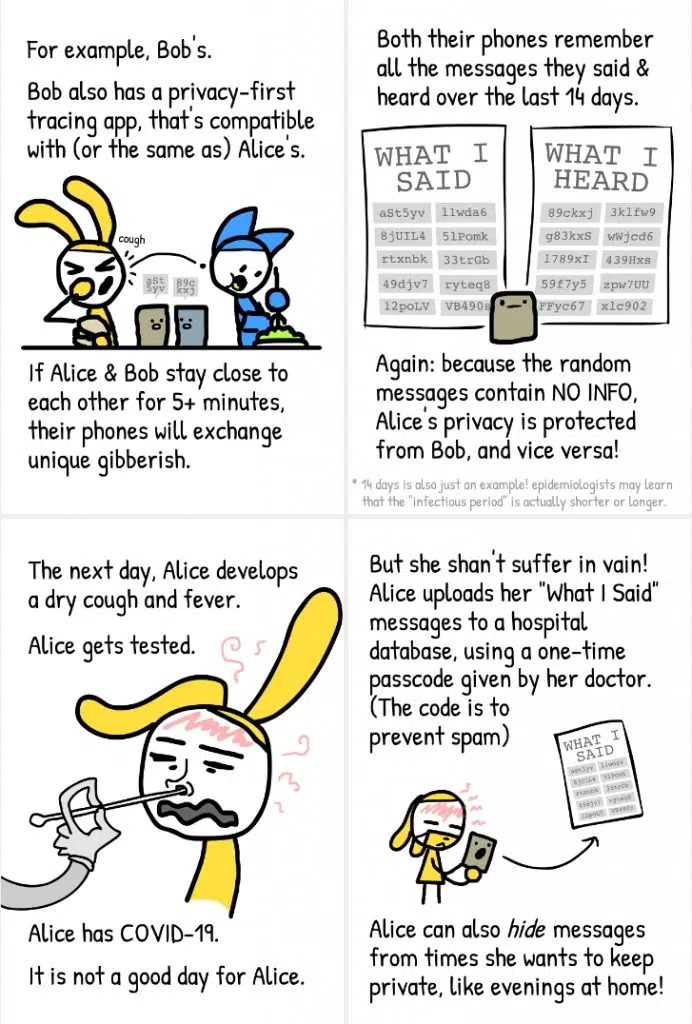 For example, Bob's.
Bob also has a privacy-first
tracing app, that's compatible
with (or the same as) Alice's.
cough
aSt
5yv
89c
kxj
If Alice & Bob stay close to
each other for 5+ minutes,
their phones will exchange
unique gibberish.
Both their phones remember
all the messages they said &
heard over the last 14 days.
WHAT I
SAID
aSt5yv 11wda6
8jUIL4 51Pomk
rtxnbk 33trGb
49djv7 ryteq8
12poLV VB490s
WHAT I
HEARD
89ckxj 3klfw9
g83kxS wWjcd6
1789xI 439Hxs
59f7y5 zpw7UU
FFyc67 xlc902
Again: because the random
messages contain NO INFO,
Alice's privacy is protected
from Bob, and vice versa!
* 14 days is also just an example! epidemiologists may learn
that the "infectious period" is actually shorter or longer.
The next day, Alice develops
a dry cough and fever.
Alice gets tested.
Alice has COVID-19.
It is not a good day for Alice.
But she shan't suffer in vain!
Alice uploads her "What I Said"
messages to a hospital
database, using a one-time
passcode given by her doctor.
(The code is to
prevent spam)
WHAT I
SAID
Alice can also hide messages
from times she wants to keep
private, like evenings at home!